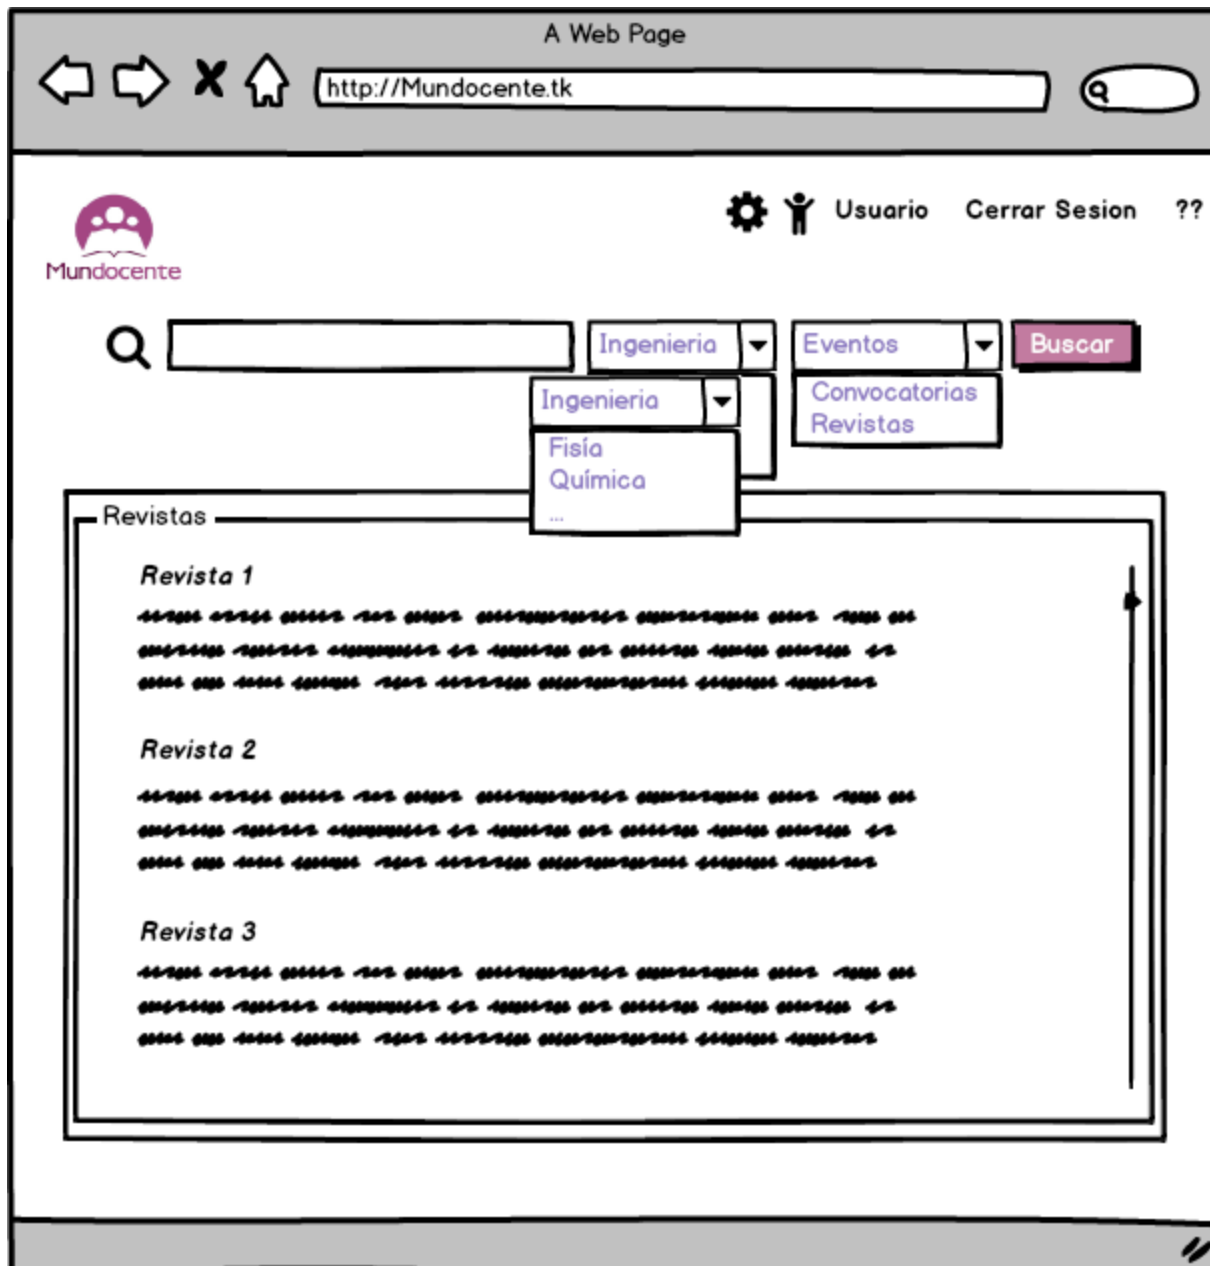 A Web Page
http://Mundocente.tk
Usuario Cerrar Sesion ??
Mundocente
Ingenieria Eventos Buscar
Convocatorias
Revistas
Ingenieria
Fisía
Química
...
Revistas
Revista 1
Revista 2
Revista 3